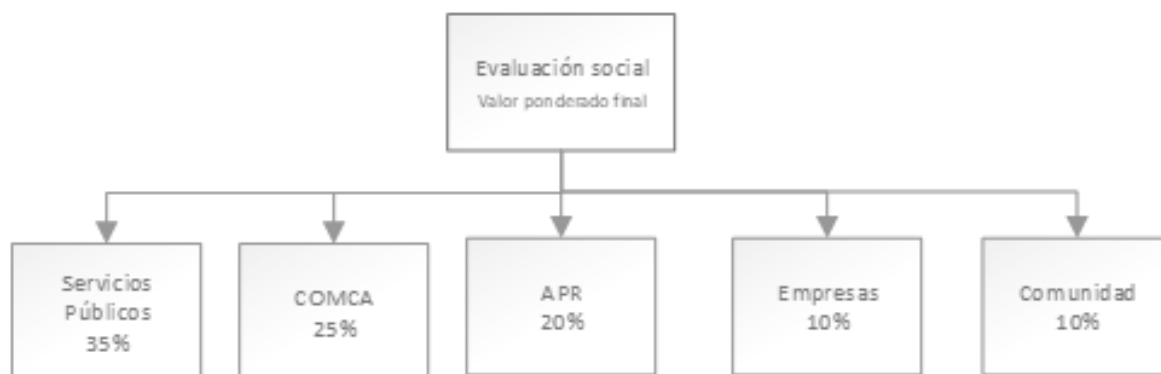 Evaluación social
Valor ponderado final
Servicios
Públicos
35%
COMCA
25%
APR
20%
Empresas
10%
Comunidad
10%